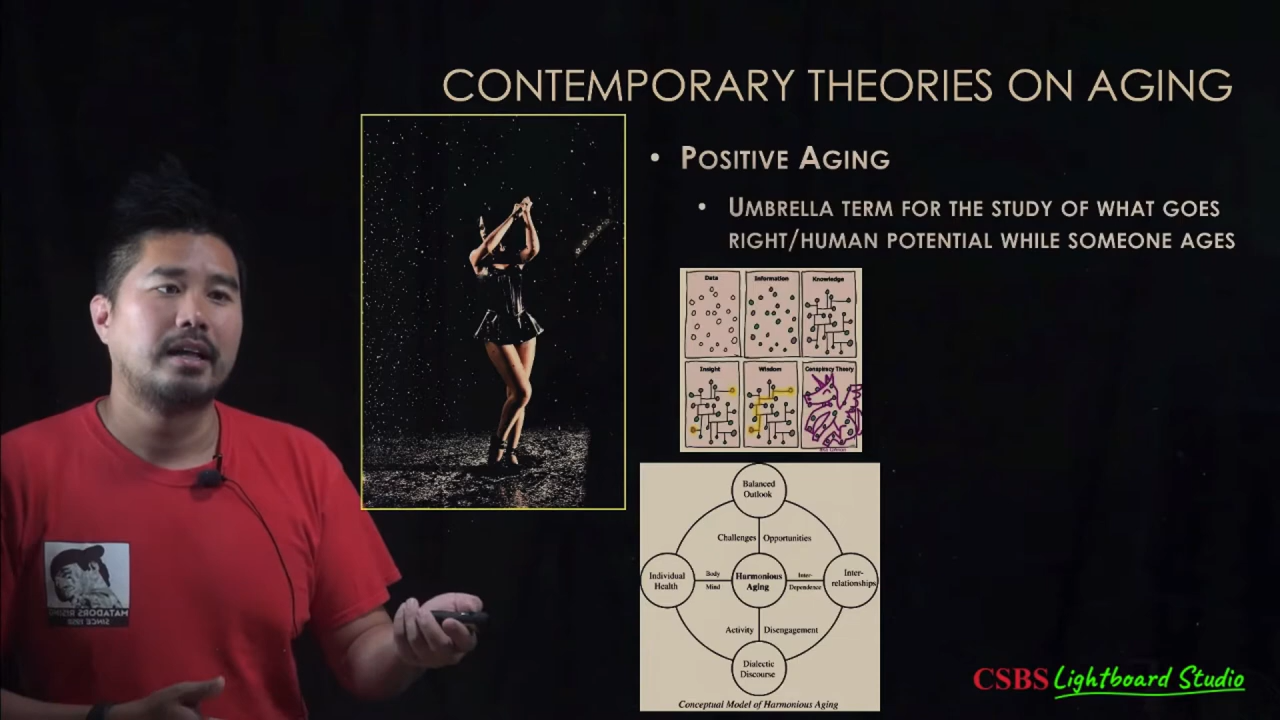 CONTEMPORARY THEORIES ON AGING
• POSITIVE AGING
• UMBRELLA TERM FOR THE STUDY OF WHAT GOES
RIGHT/HUMAN POTENTIAL WHILE SOMEONE AGES
Data Information Knowledge
Insight Wisdom Conspiracy Theory
Balanced
Outlook
Challenges Opportunities
Individual
Health
Body
Mind
Harmonious
Aging
Inter-
Dependence
Inter-
relationships
Activity Disengagement
Dialectic
Discourse
Conceptual Model of Harmonious Aging
MATADORS RISING
SINCE 1958
CSBS Lightboard Studio